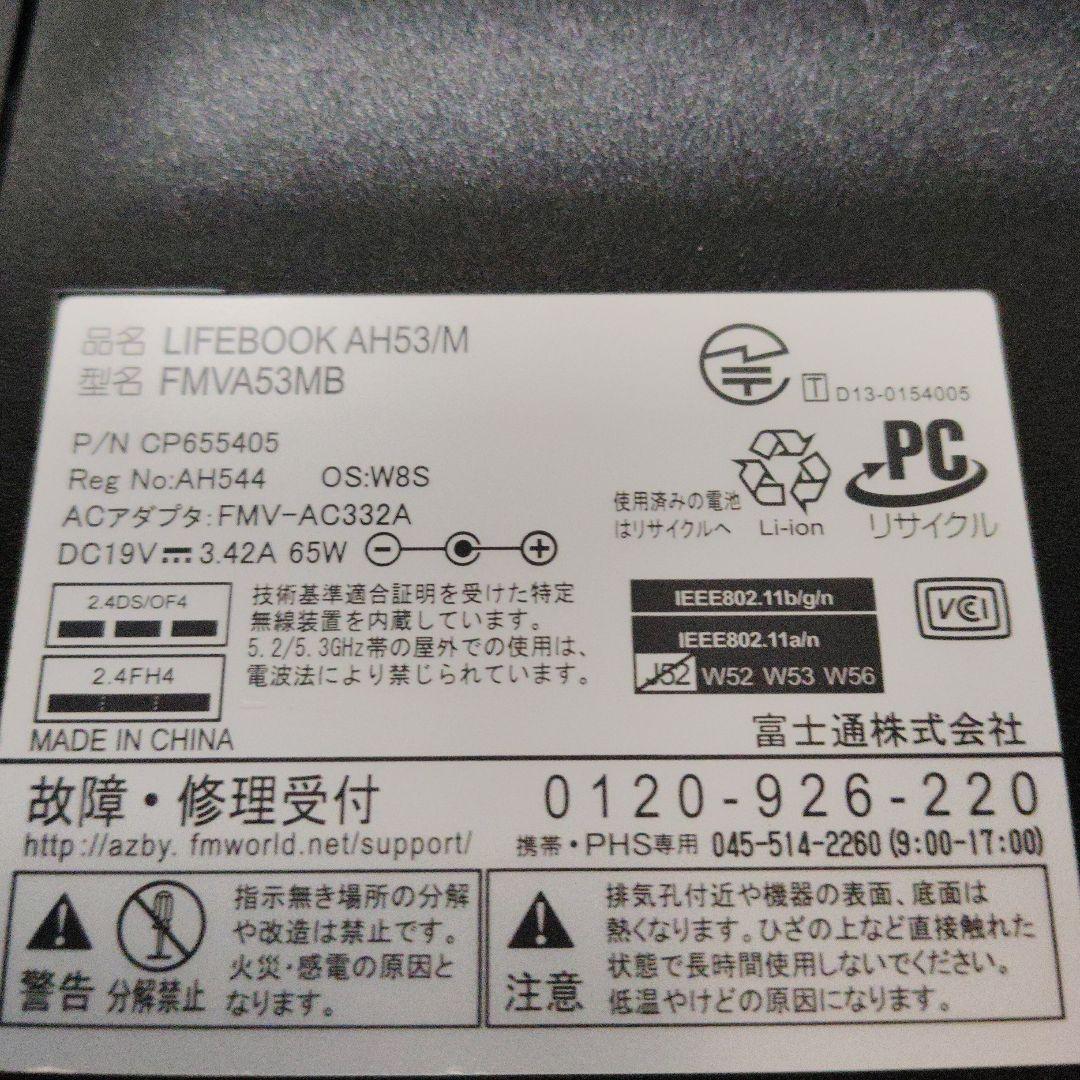 品名 LIFEBOOK AH53/M
型名 FMVA53MB
T D13-0154005
P/N CP655405
Reg No:AH544 OS:W8S
ACアダプタ:FMV-AC332A
DC19V 3.42A 65W
使用済みの電池
はリサイクルへ
Li-ion
PC
リサイクル
2.4DS/OF4
2.4FH4
技術基準適合証明を受けた特定
無線装置を内蔵しています。
5.2/5.3GHz帯の屋外での使用は、
電波法により禁じられています。
IEEE802.11b/g/n
IEEE802.11a/n
J52 W52 W53 W56
VCCI
MADE IN CHINA
富士通株式会社
故障・修理受付 0120-926-220
http://azby.fmworld.net/support/ 携帯・PHS専用 045-514-2260 (9:00-17:00)
警告
分解禁止
指示無き場所の分解
や改造は禁止です。
火災・感電の原因と
なります。
注意
排気孔付近や機器の表面、底面は
熱くなります。ひざの上など直接触れた
状態で長時間使用しないでください。
低温やけどの原因になります。